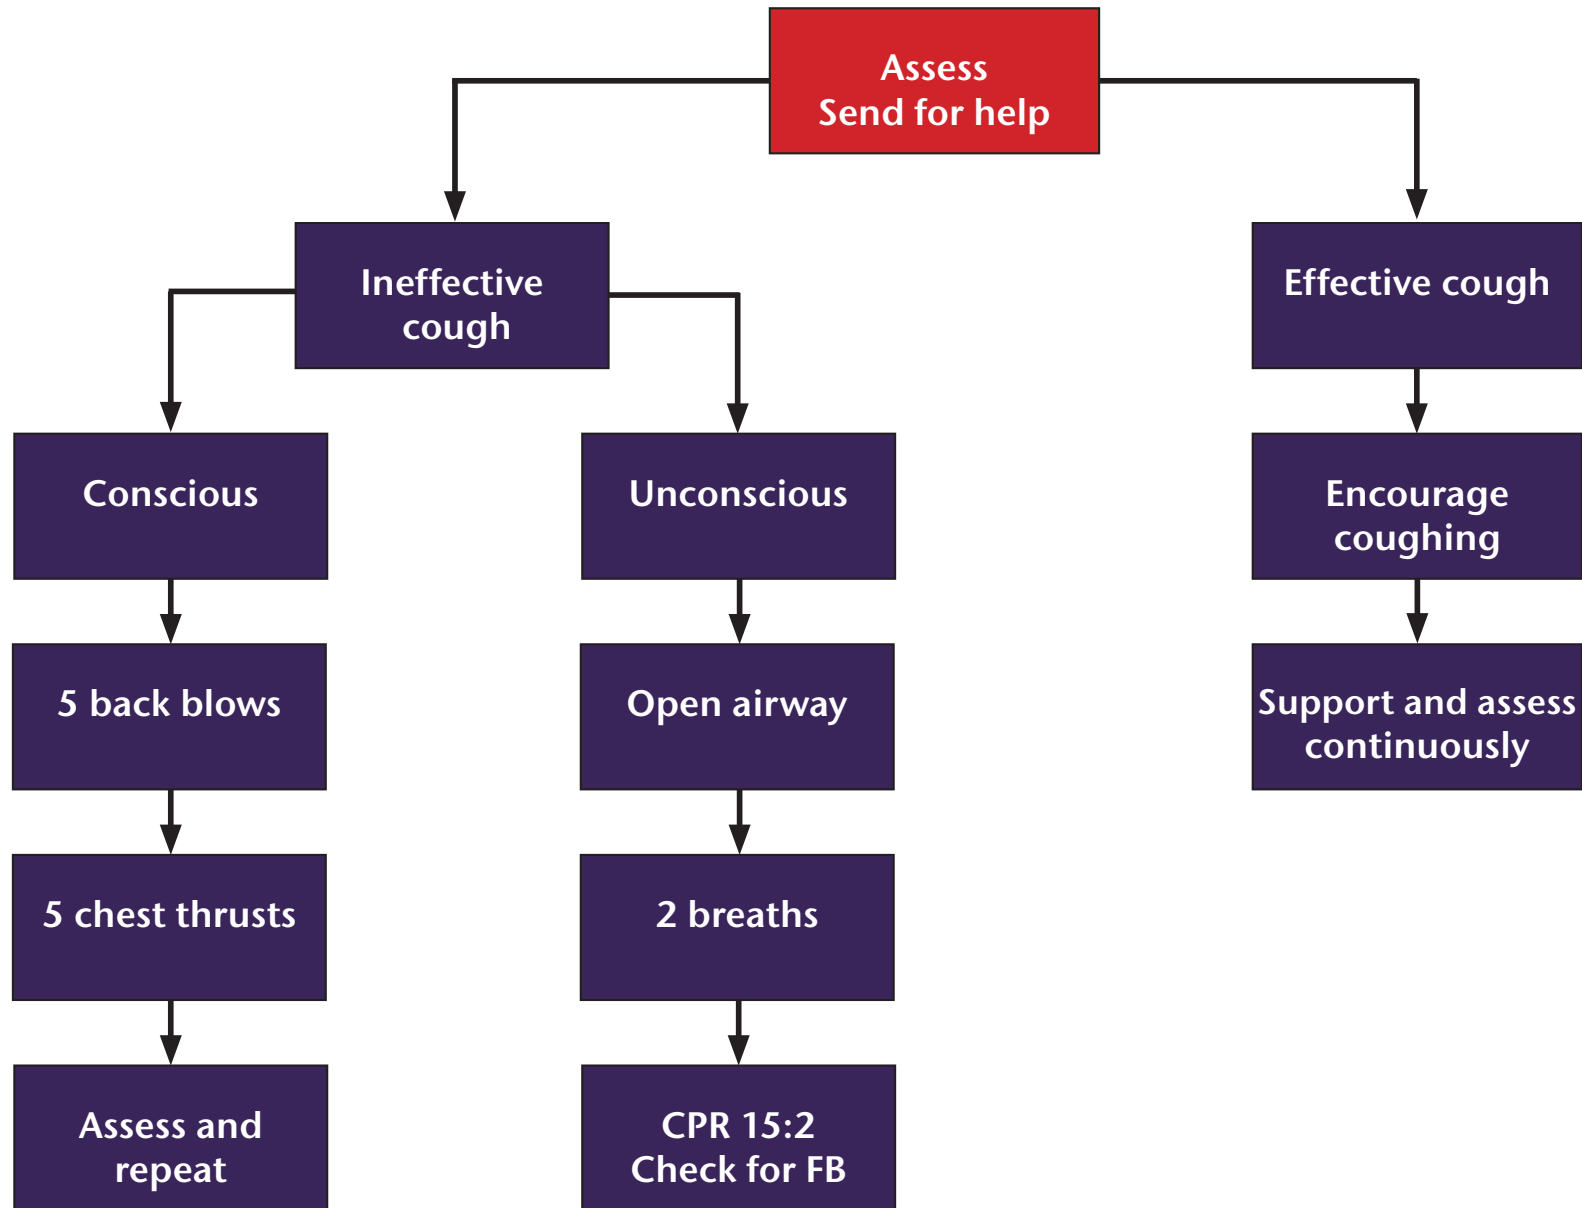 Assess
Send for help
Ineffective
cough
Effective cough
Conscious
Unconscious
Encourage
coughing
5 back blows
Open airway
Support and assess
continuously
5 chest thrusts
2 breaths
Assess and
repeat
CPR 15:2
Check for FB